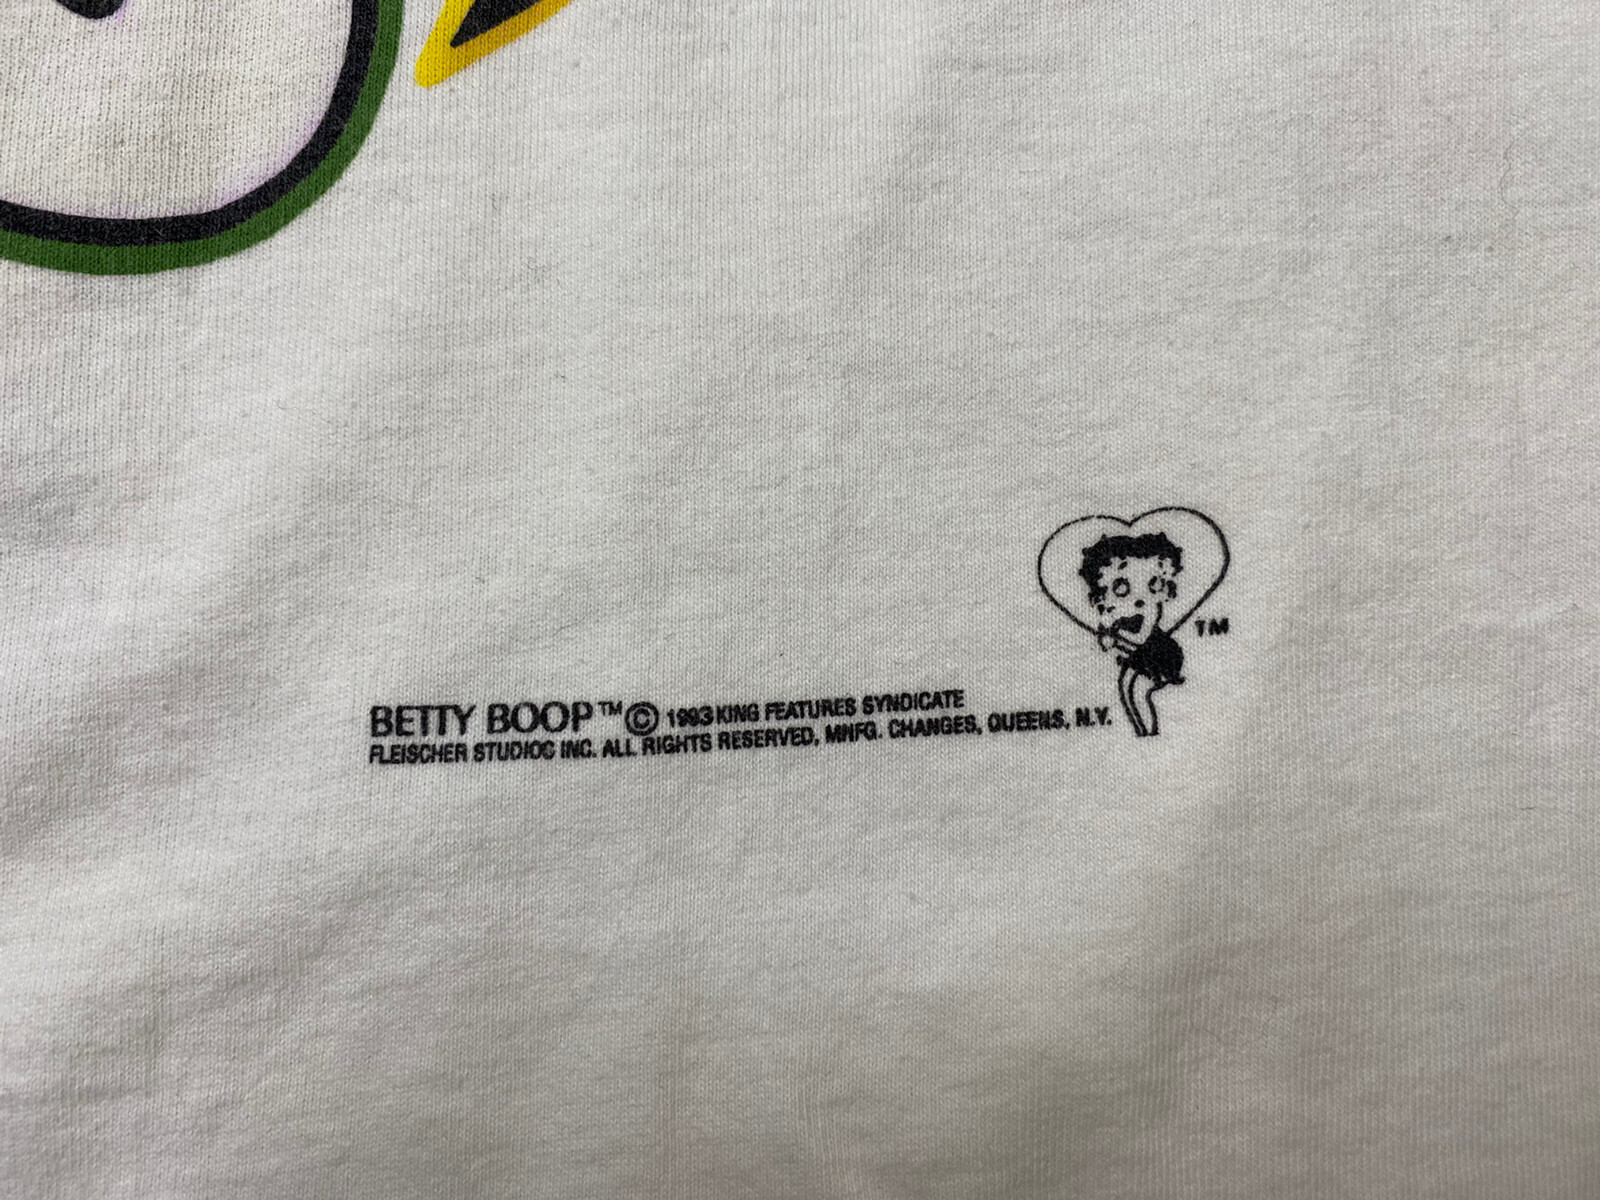 TM
BETTY BOOP™ © 1993 KING FEATURES SYNDICATE
FLEISCHER STUDIOS INC. ALL RIGHTS RESERVED, MNFG. CHANGES, QUEENS, N.Y.